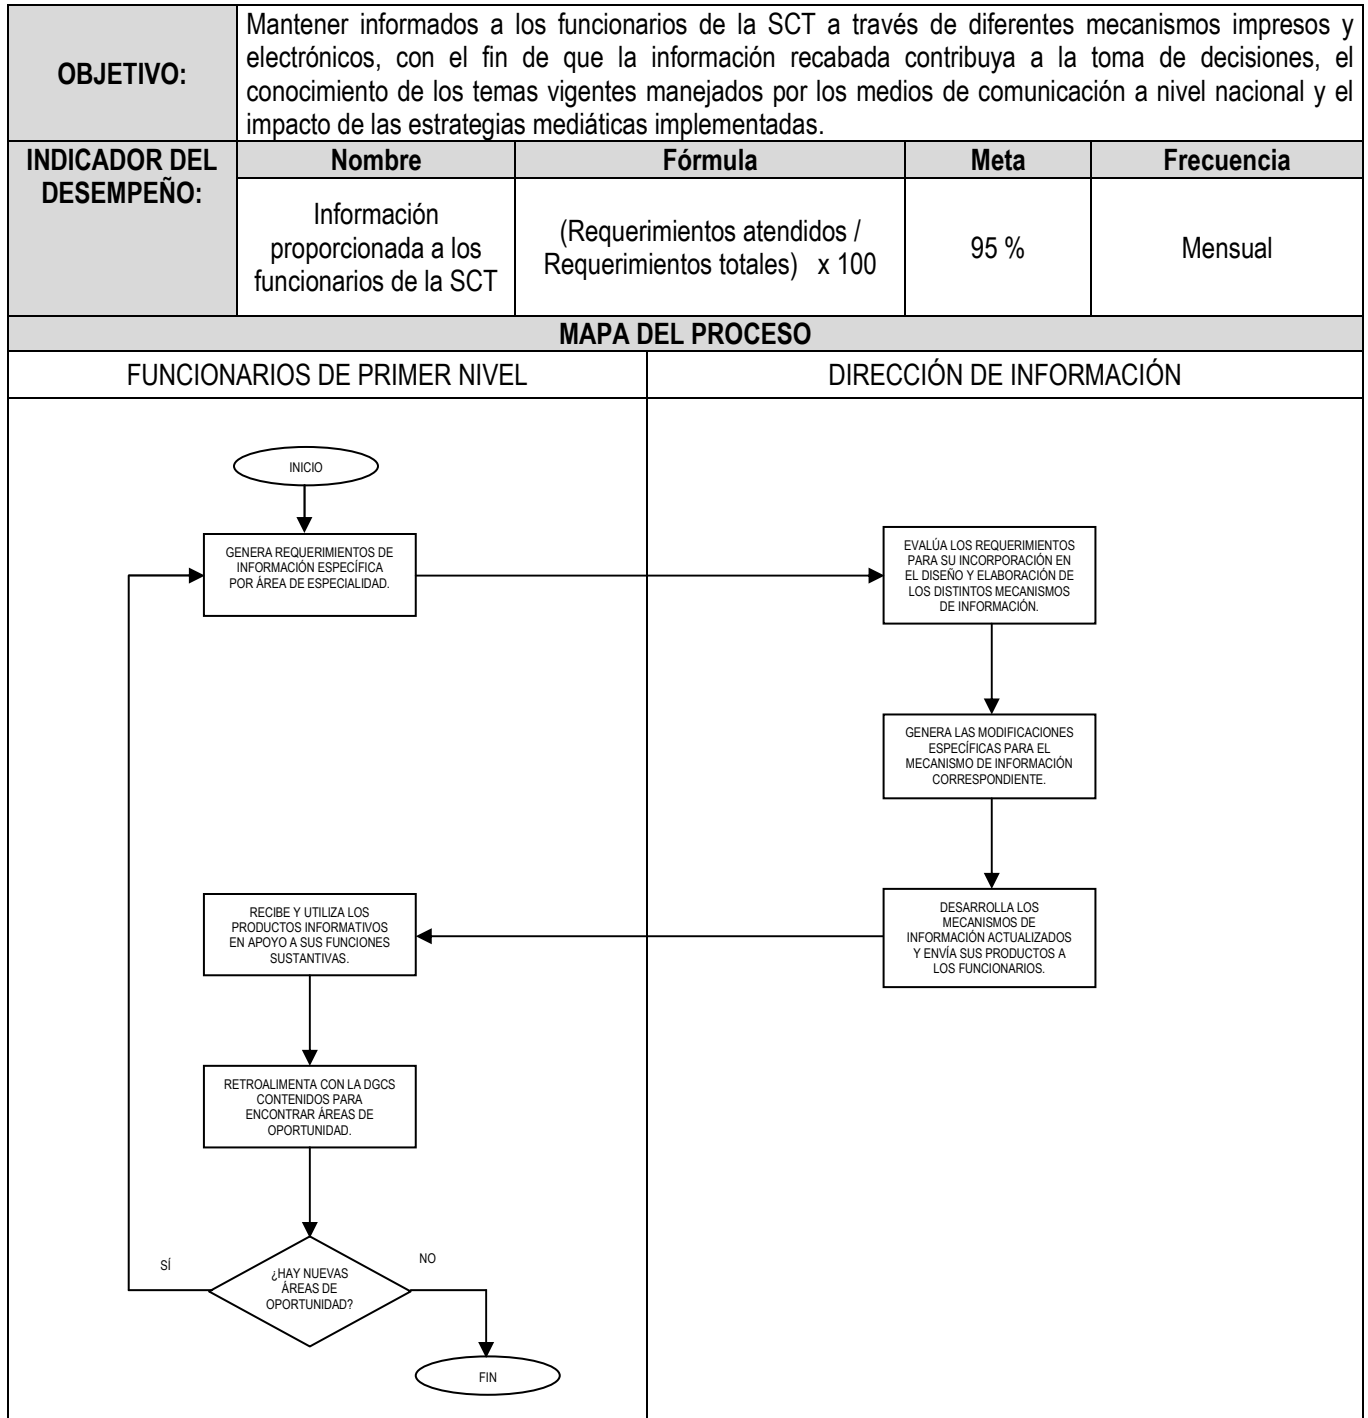 OBJETIVO:
Mantener informados a los funcionarios de la SCT a través de diferentes mecanismos impresos y
electrónicos, con el fin de que la información recabada contribuya a la toma de decisiones, el
conocimiento de los temas vigentes manejados por los medios de comunicación a nivel nacional y el
impacto de las estrategias mediáticas implementadas.
INDICADOR DEL
DESEMPEÑO:
Nombre
Fórmula
Meta
Frecuencia
Información
proporcionada a los
funcionarios de la SCT
(Requerimientos atendidos /
Requerimientos totales) x 100
95 %
Mensual
MAPA DEL PROCESO
FUNCIONARIOS DE PRIMER NIVEL
DIRECCIÓN DE INFORMACIÓN
INICIO
GENERA REQUERIMIENTOS DE
INFORMACIÓN ESPECÍFICA
POR ÁREA DE ESPECIALIDAD.
EVALÚA LOS REQUERIMIENTOS
PARA SU INCORPORACIÓN EN
EL DISEÑO Y ELABORACIÓN DE
LOS DISTINTOS MECANISMOS
DE INFORMACIÓN.
GENERA LAS MODIFICACIONES
ESPECÍFICAS PARA EL
MECANISMO DE INFORMACIÓN
CORRESPONDIENTE.
DESARROLLA LOS
MECANISMOS DE
INFORMACIÓN ACTUALIZADOS
Y ENVÍA SUS PRODUCTOS A
LOS FUNCIONARIOS.
RECIBE Y UTILIZA LOS
PRODUCTOS INFORMATIVOS
EN APOYO A SUS FUNCIONES
SUSTANTIVAS.
RETROALIMENTA CON LA DGCS
CONTENIDOS PARA
ENCONTRAR ÁREAS DE
OPORTUNIDAD.
SÍ
NO
¿HAY NUEVAS
ÁREAS DE
OPORTUNIDAD?
FIN